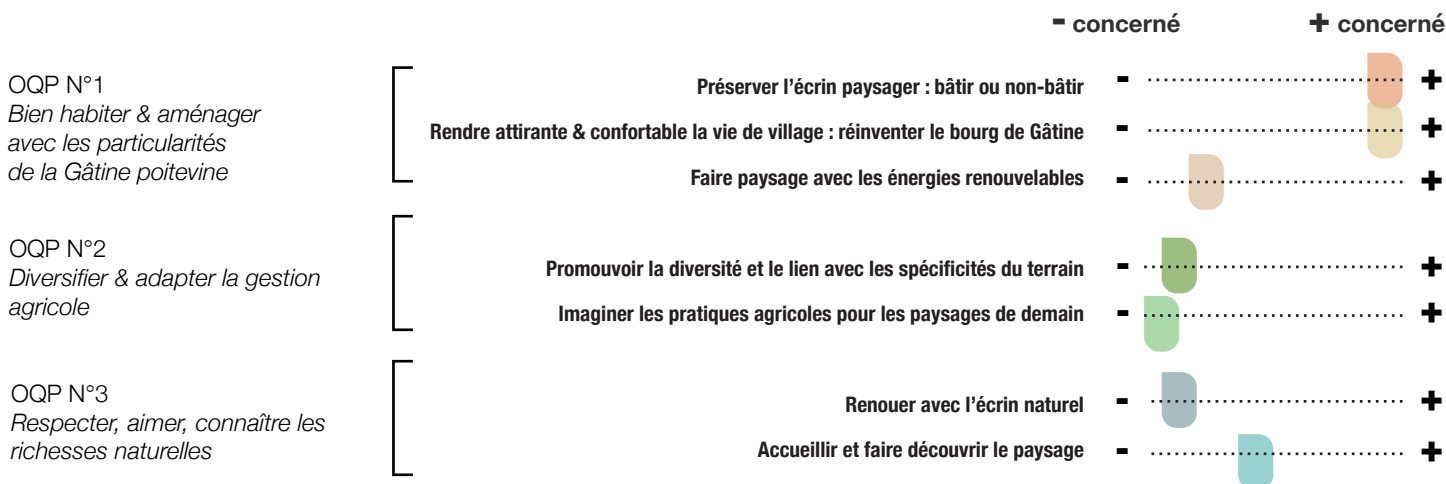 - concerné + concerné
OQP N°1
Bien habiter & aménager
avec les particularités
de la Gâtine poitevine
Préserver l'écrin paysager : bâtir ou non-bâtir - +
Rendre attirante & confortable la vie de village : réinventer le bourg de Gâtine - +
Faire paysage avec les énergies renouvelables - +
OQP N°2
Diversifier & adapter la gestion
agricole
Promouvoir la diversité et le lien avec les spécificités du terrain - +
Imaginer les pratiques agricoles pour les paysages de demain - +
OQP N°3
Respecter, aimer, connaître les
richesses naturelles
Renouer avec l'écrin naturel - +
Accueillir et faire découvrir le paysage - +